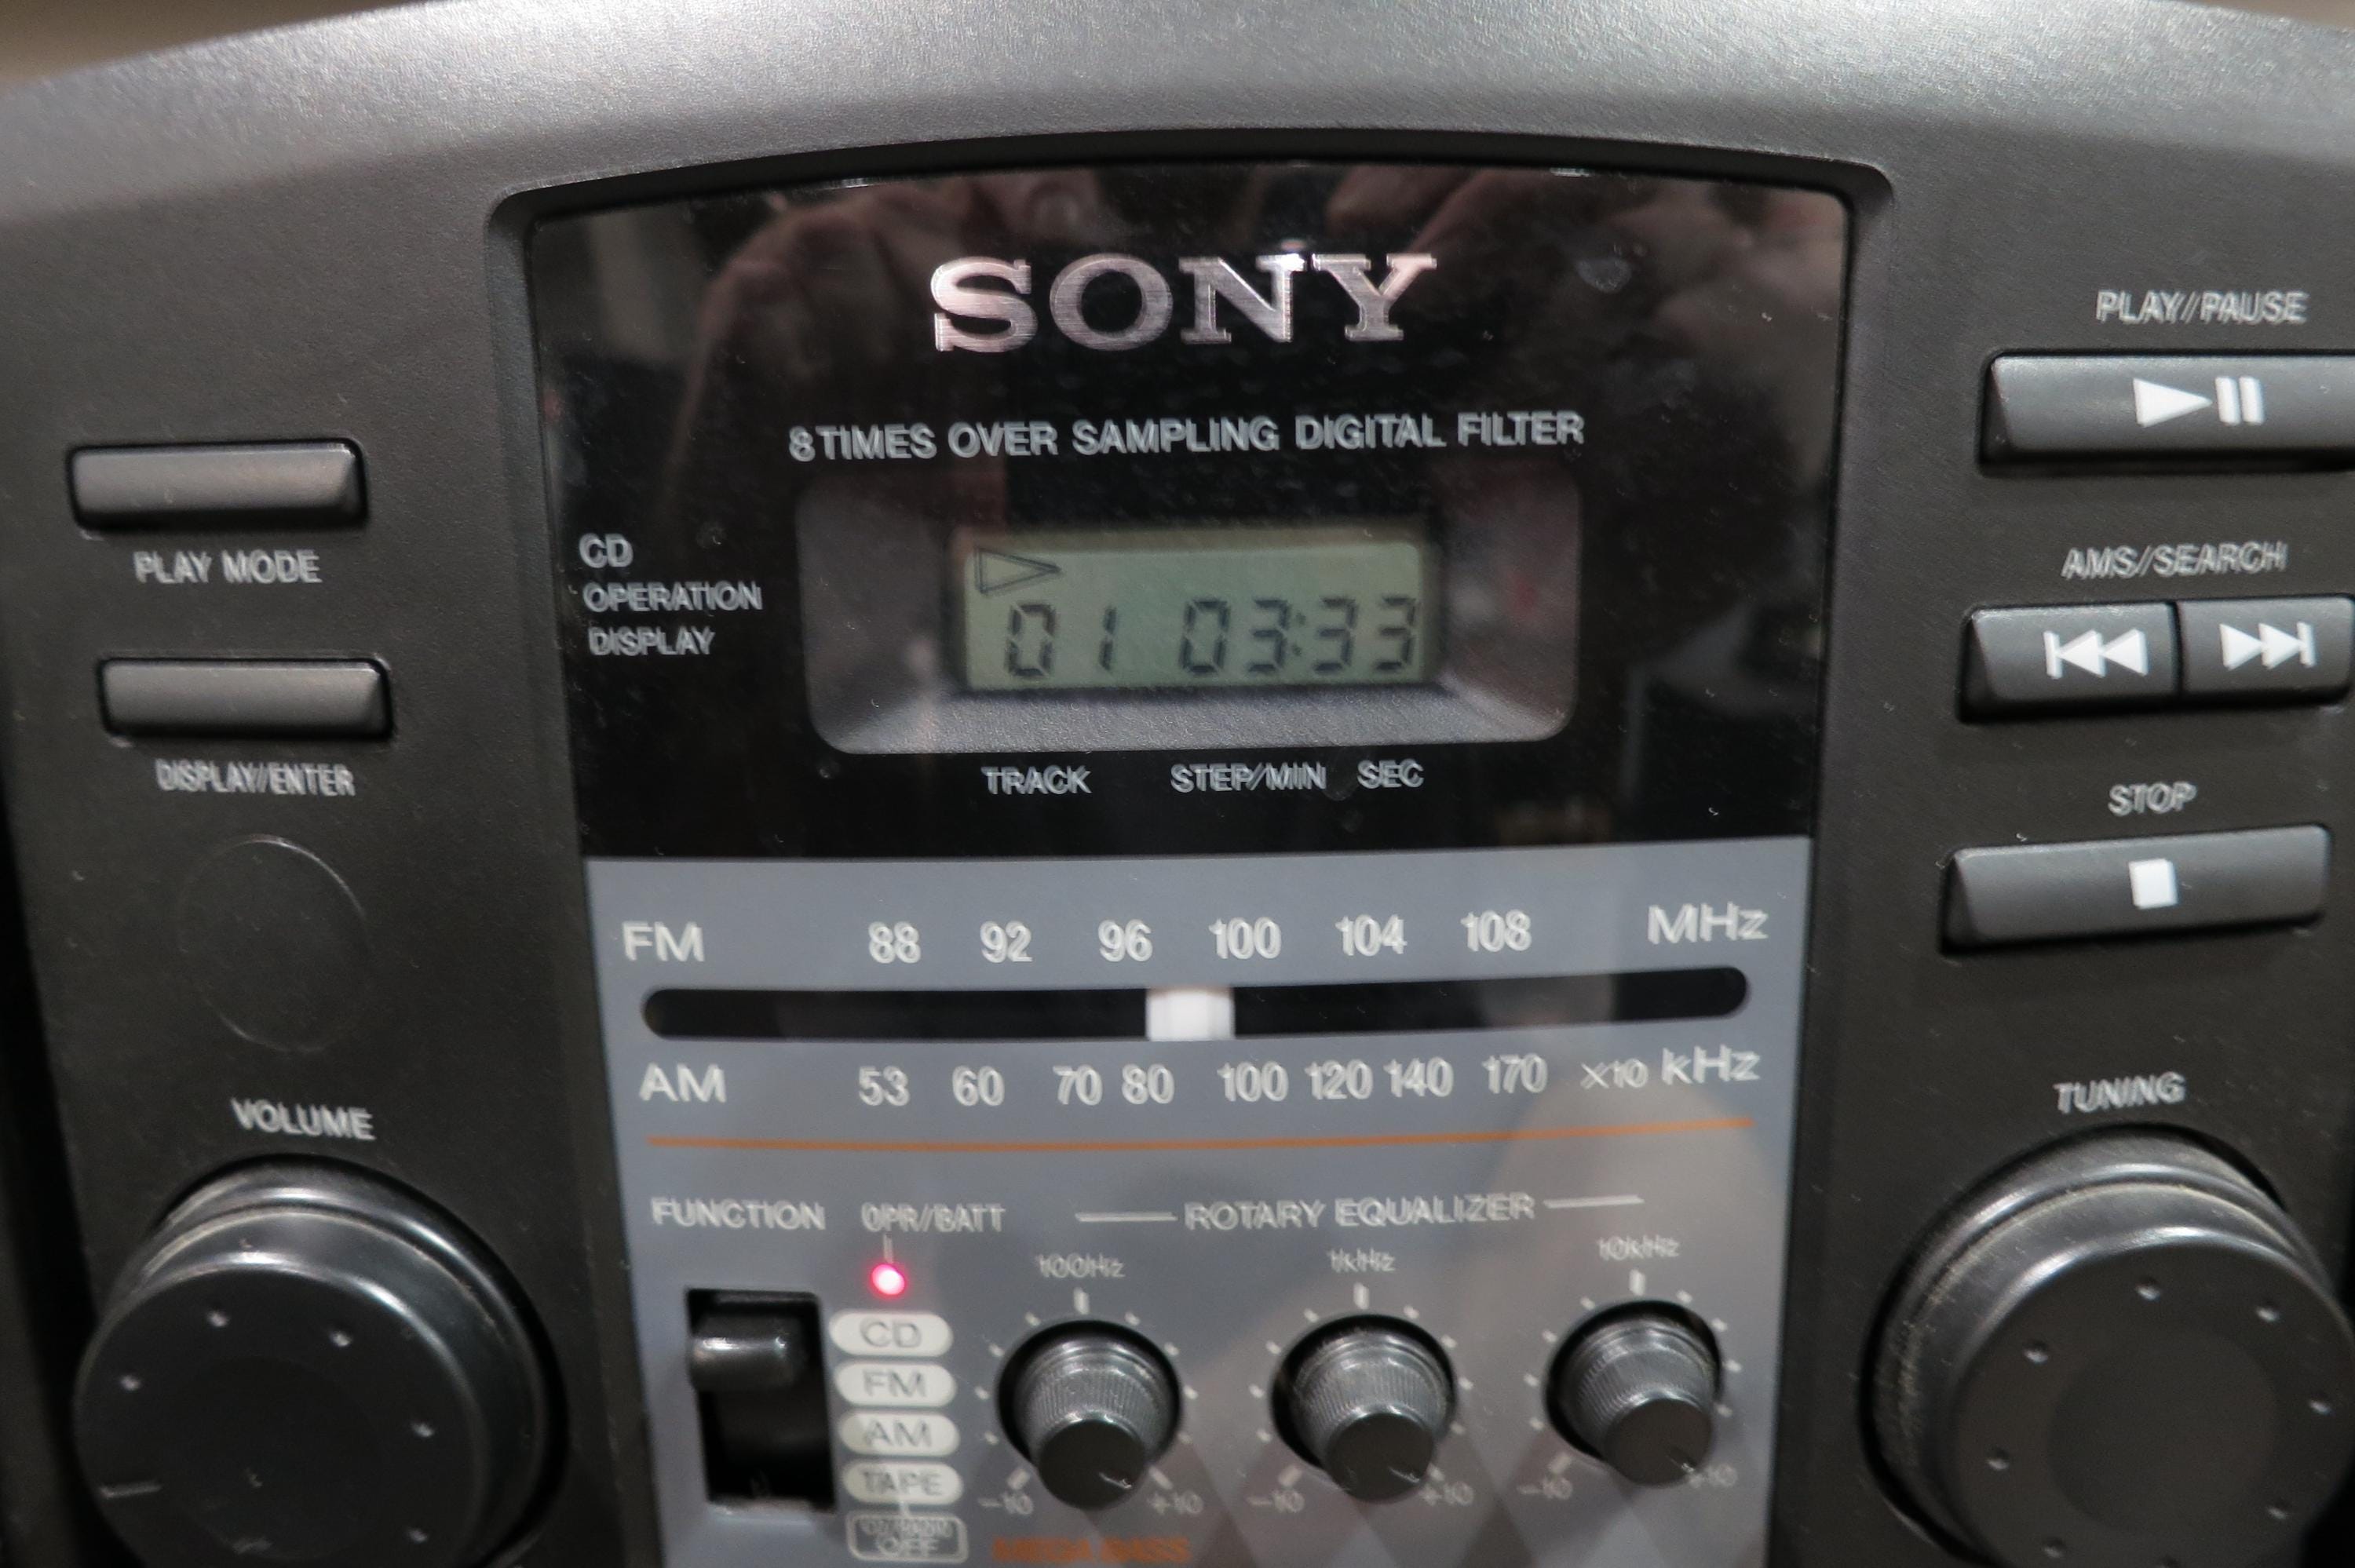 SONY
8 TIMES OVER SAMPLING DIGITAL FILTER
CD
OPERATION
DISPLAY
01 03:33
TRACK STEP/MIN SEC
PLAY MODE
DISPLAY/ENTER
VOLUME
PLAY/PAUSE
AMS/SEARCH
STOP
TUNING
FM 88 92 96 100 104 108 MHz
AM 53 60 70 80 100 120 140 170 x10 kHz
FUNCTION OPR/BATT ROTARY EQUALIZER
100Hz 1kHz 10kHz
CD
FM
AM
TAPE
OFF
-10 +10 -10 +10 -10 +10
MEGA BASS